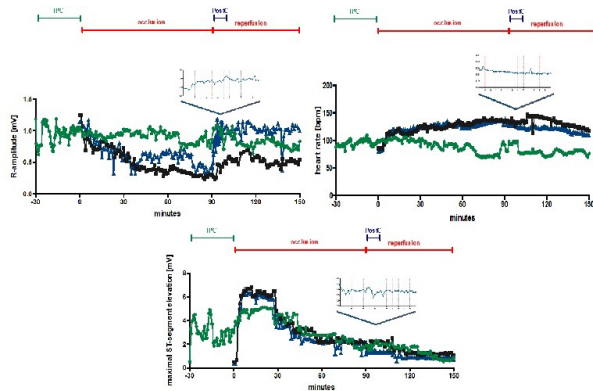 IPC
PostC
occlusion
reperfusion
R-amplitude [mV]
1.5
1.0
0.5
0.0
-30 0 30 60 90 120 150
minutes
IPC
PostC
occlusion
reperfusion
heart rate [bpm]
200
150
100
50
0
-30 0 30 60 90 120 150
minutes
IPC
PostC
occlusion
reperfusion
maximal ST-segment elevation [mV]
8
6
4
2
0
-30 0 30 60 90 120 150
minutes